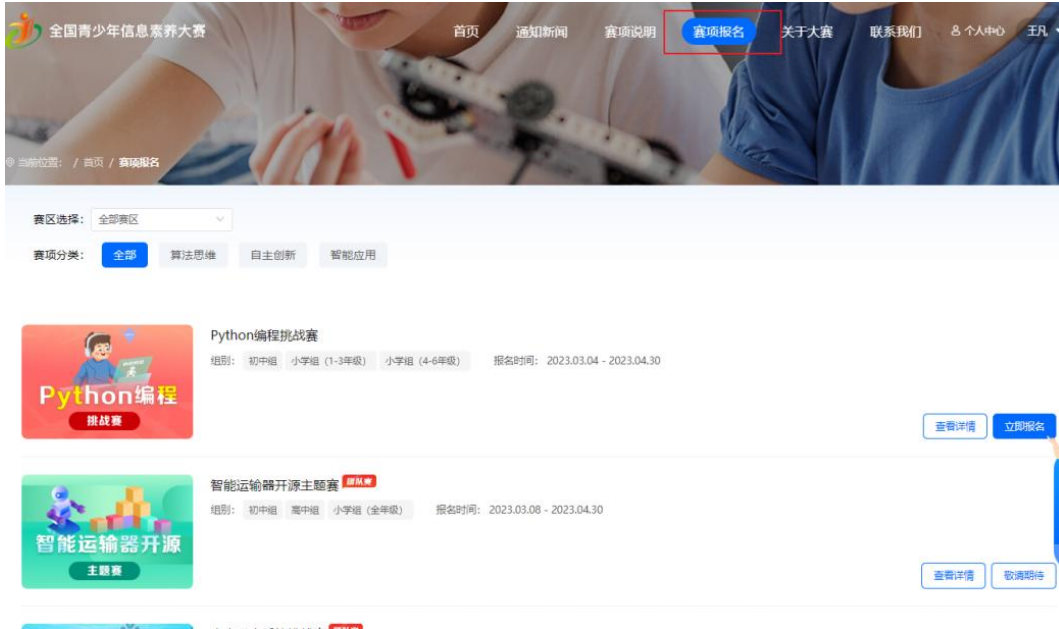 全国青少年信息素养大赛 首页 通知新闻 赛项说明 赛项报名 关于大赛 联系我们 个人中心 王凡
当前位置： / 首页 / 赛项报名
赛区选择： 全部赛区
赛项分类： 全部 算法思维 自主创新 智能应用
Python编程挑战赛
组别： 初中组 小学组（1-3年级） 小学组（4-6年级） 报名时间： 2023.03.04 - 2023.04.30
Python编程
挑战赛
查看详情 立即报名
智能运输器开源主题赛
组别： 初中组 高中组 小学组（全年级） 报名时间： 2023.03.08 - 2023.04.30
智能运输器开源
主题赛
查看详情 敬请期待